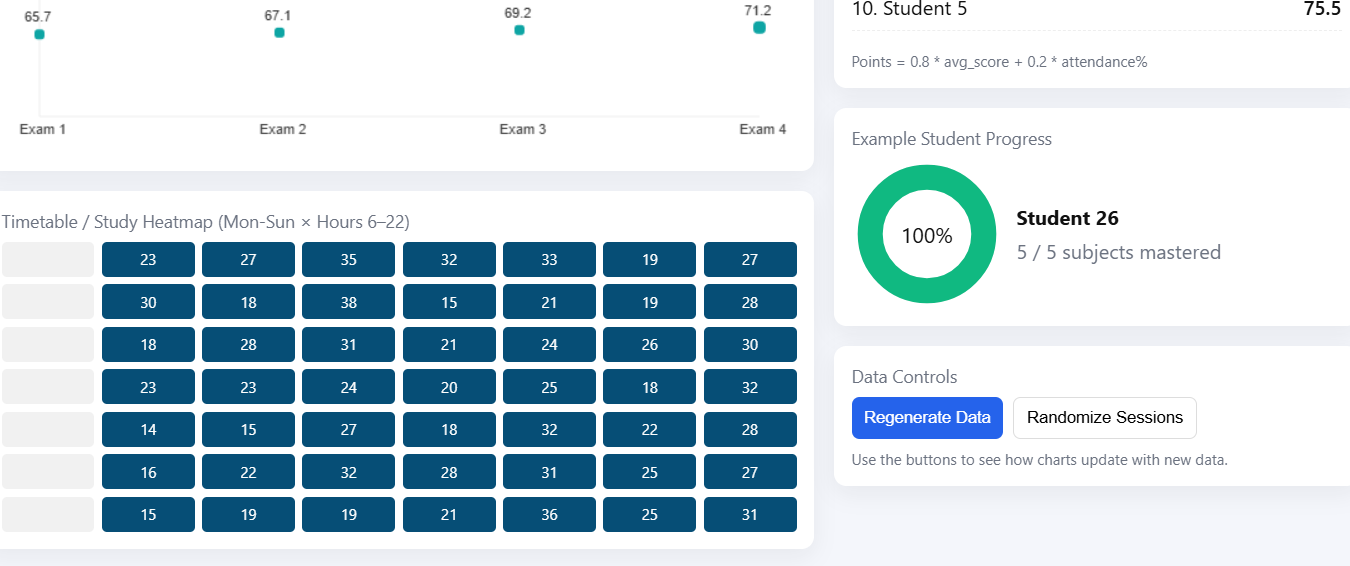 65.7 67.1 69.2 71.2
Exam 1 Exam 2 Exam 3 Exam 4
Timetable / Study Heatmap (Mon-Sun × Hours 6–22)
23 27 35 32 33 19 27
30 18 38 15 21 19 28
18 28 31 21 24 26 30
23 23 24 20 25 18 32
14 15 27 18 32 22 28
16 22 32 28 31 25 27
15 19 19 21 36 25 31
10. Student 5 75.5
Points = 0.8 * avg_score + 0.2 * attendance%
Example Student Progress
100%
Student 26
5 / 5 subjects mastered
Data Controls
Regenerate Data Randomize Sessions
Use the buttons to see how charts update with new data.